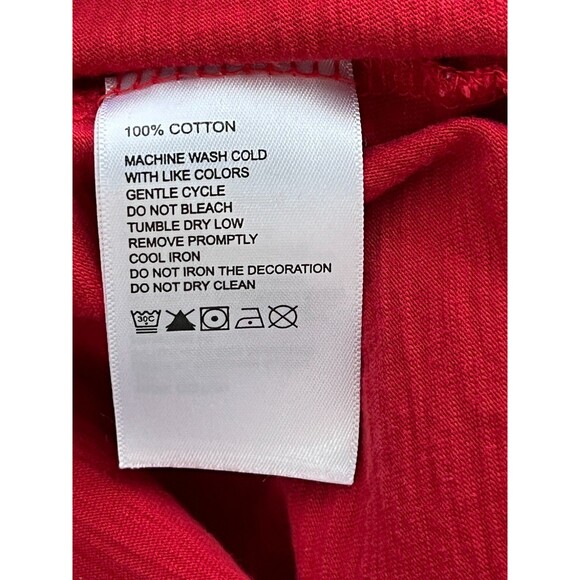 100% COTTON
MACHINE WASH COLD
WITH LIKE COLORS
GENTLE CYCLE
DO NOT BLEACH
TUMBLE DRY LOW
REMOVE PROMPTLY
COOL IRON
DO NOT IRON THE DECORATION
DO NOT DRY CLEAN
30C